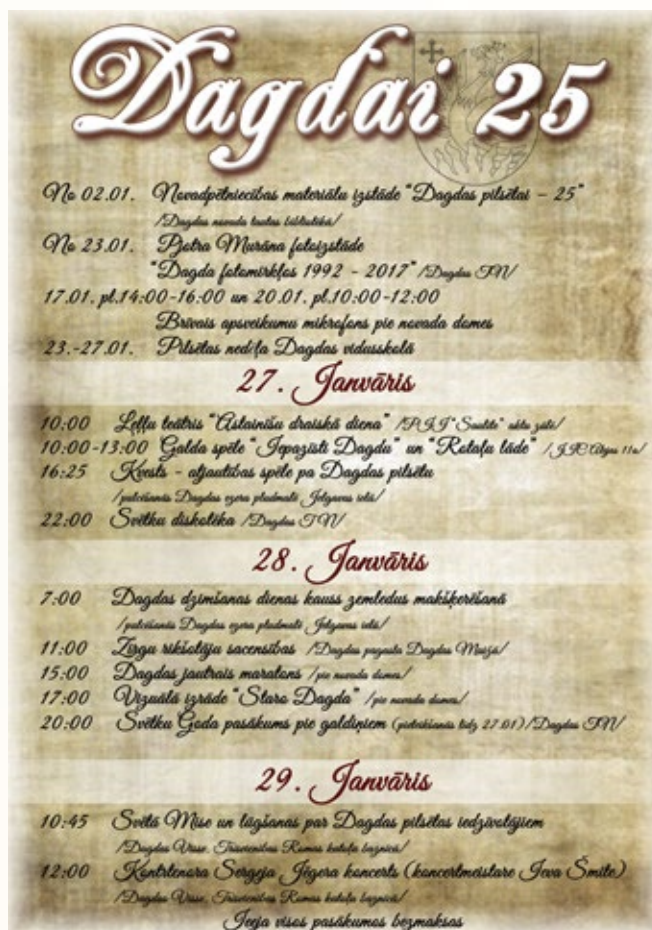 Dagdai 25
No 02.01. Novadpētniecības materiālu izstāde "Dagdas pilsētai - 25"
/Dagdas novada tautas bibliotēkā/
No 23.01. Pjotra Murāna fotoizstāde
"Dagda fotomirkļos 1992 - 2017" /Dagdas TN/
17.01. pl.14:00-16:00 un 20.01. pl.10:00-12:00
Brīvais apsveikumu mikrofons pie novada domes
23.-27.01. Pilsētas nedēļa Dagdas vidusskolā
27. Janvāris
10:00 Leļļu teātris "Astainīšu draiskā diena" /PII "Saulīte" aktu zālē/
10:00-13:00 Galda spēle "Iepazīsti Dagdu" un "Rotaļu lāde" /JIC Alejas 11a/
16:25 Kvests - atjautības spēle pa Dagdas pilsētu
/pulcēšanās Dagdas ezera pludmalē Jelgavas ielā/
22:00 Svētku diskotēka /Dagdas TN/
28. Janvāris
7:00 Dagdas dzimšanas dienas kauss zemledus makšķerēšanā
/pulcēšanās Dagdas ezera pludmalē Jelgavas ielā/
11:00 Zirgu rikšotāju sacensības /Dagdas pagasta Dagdas Muižā/
15:00 Dagdas jautrais maratons /pie novada domes/
17:00 Vizuālā izrāde "Staro Dagda" /pie novada domes/
20:00 Svētku Goda pasākums pie galdiņiem (pieteikšanās līdz 27.01)/Dagdas TN/
29. Janvāris
10:45 Svētā Mise un lūgšanas par Dagdas pilsētas iedzīvotājiem
/Dagdas Vissv. Trīsvienības Romas katoļu baznīcā/
12:00 Kontrtenora Sergeja Jēgera koncerts (koncertmeistare Ieva Šmite)
/Dagdas Vissv. Trīsvienības Romas katoļu baznīcā/
Ieeja visos pasākumos bezmaksas